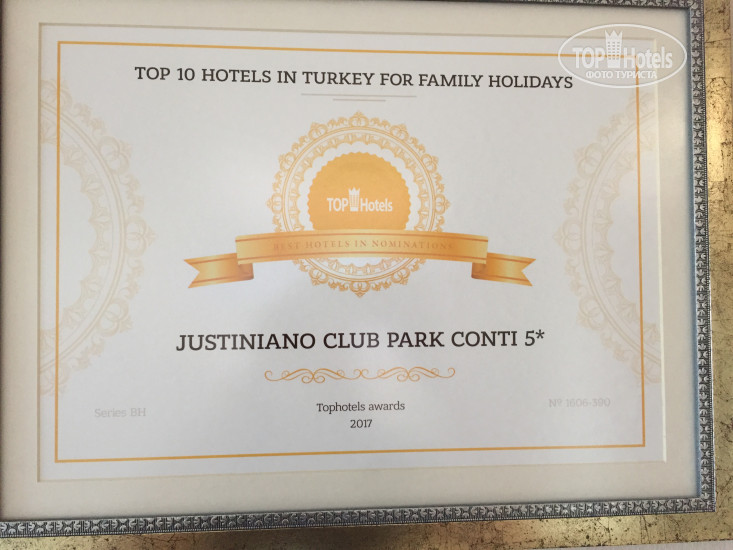 TOP Hotels
ФОТО ТУРИСТА
TOP 10 HOTELS IN TURKEY FOR FAMILY HOLIDAYS
TOP Hotels
BEST HOTELS IN NOMINATIONS
JUSTINIANO CLUB PARK CONTI 5*
Tophotels awards
2017
Series BH
№ 1606-390